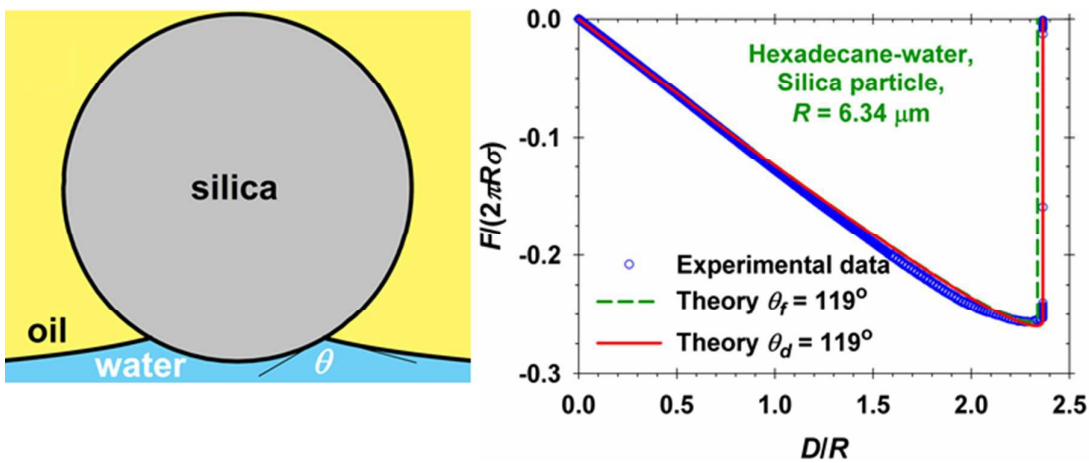 silica
oil
water
θ
Hexadecane-water,
Silica particle,
R = 6.34 μm
Experimental data
Theory θf = 119°
Theory θd = 119°
F/(2πRσ)
0.0
-0.1
-0.2
-0.3
0.0 0.5 1.0 1.5 2.0 2.5
D/R